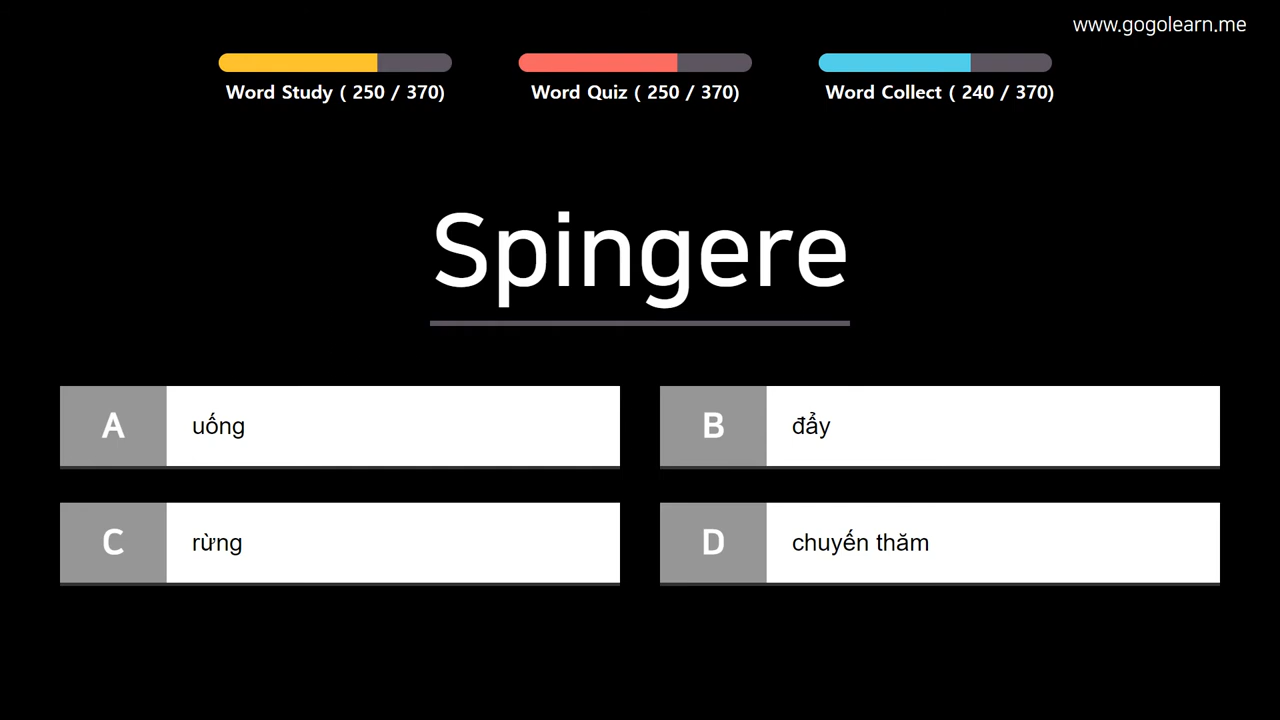 www.gogolearn.me
Word Study ( 250 / 370)
Word Quiz ( 250 / 370)
Word Collect ( 240 / 370)
Spingere
A uống
B đẩy
C rừng
D chuyến thăm